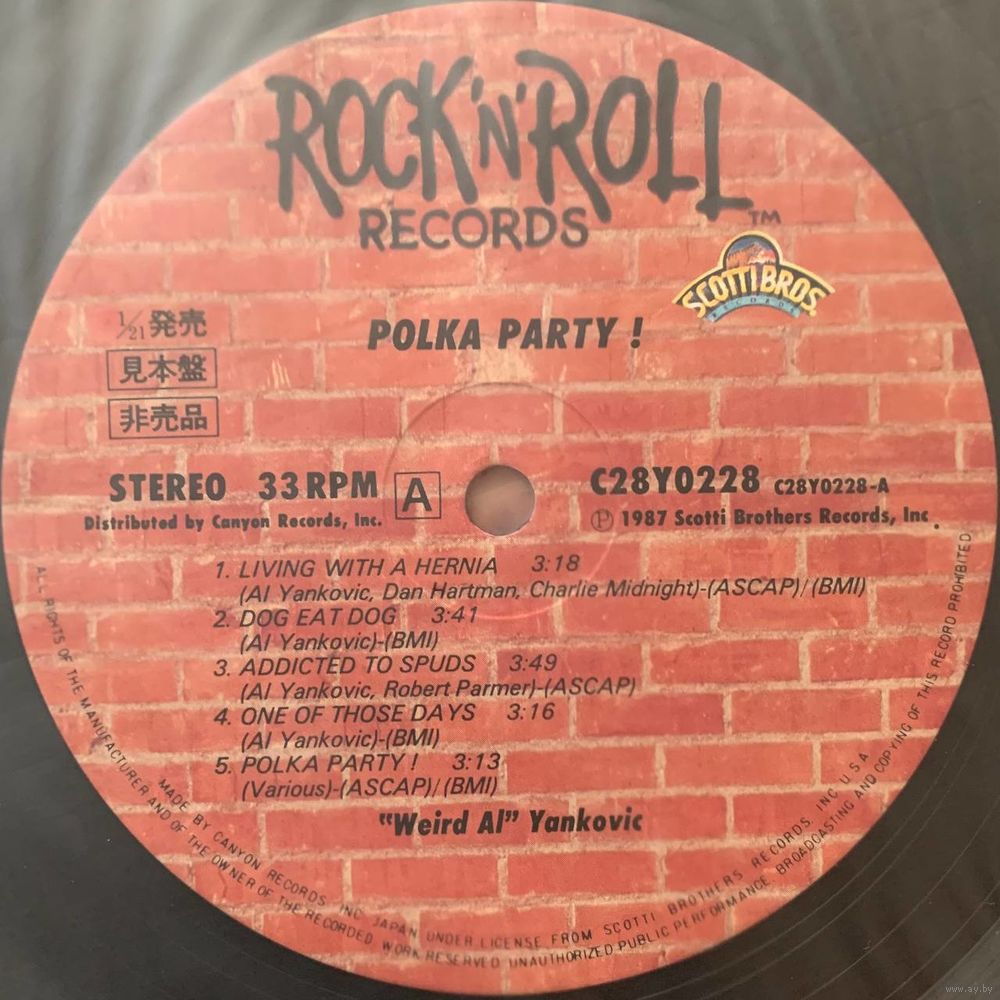 ROCK'N'ROLL
RECORDS™
SCOTTI BROS.
RECORDS
POLKA PARTY !
1/21発売
見本盤
非売品
STEREO 33RPM A
C28Y0228 C28Y0228-A
Distributed by Canyon Records, Inc.
Ⓟ 1987 Scotti Brothers Records, Inc.
1. LIVING WITH A HERNIA 3:18
(Al Yankovic, Dan Hartman, Charlie Midnight)-(ASCAP)/(BMI)
2. DOG EAT DOG 3:41
(Al Yankovic)-(BMI)
3. ADDICTED TO SPUDS 3:49
(Al Yankovic, Robert Parmer)-(ASCAP)
4. ONE OF THOSE DAYS 3:16
(Al Yankovic)-(BMI)
5. POLKA PARTY ! 3:13
(Various)-(ASCAP)/(BMI)
"Weird Al" Yankovic
MADE BY CANYON RECORDS, INC. JAPAN UNDER LICENSE FROM SCOTTI BROTHERS RECORDS, INC. U.S.A.
ALL RIGHTS OF THE MANUFACTURER AND OF THE OWNER OF THE RECORDED WORK RESERVED UNAUTHORIZED PUBLIC PERFORMANCE BROADCASTING AND COPYING OF THIS RECORD PROHIBITED
www.ay.by